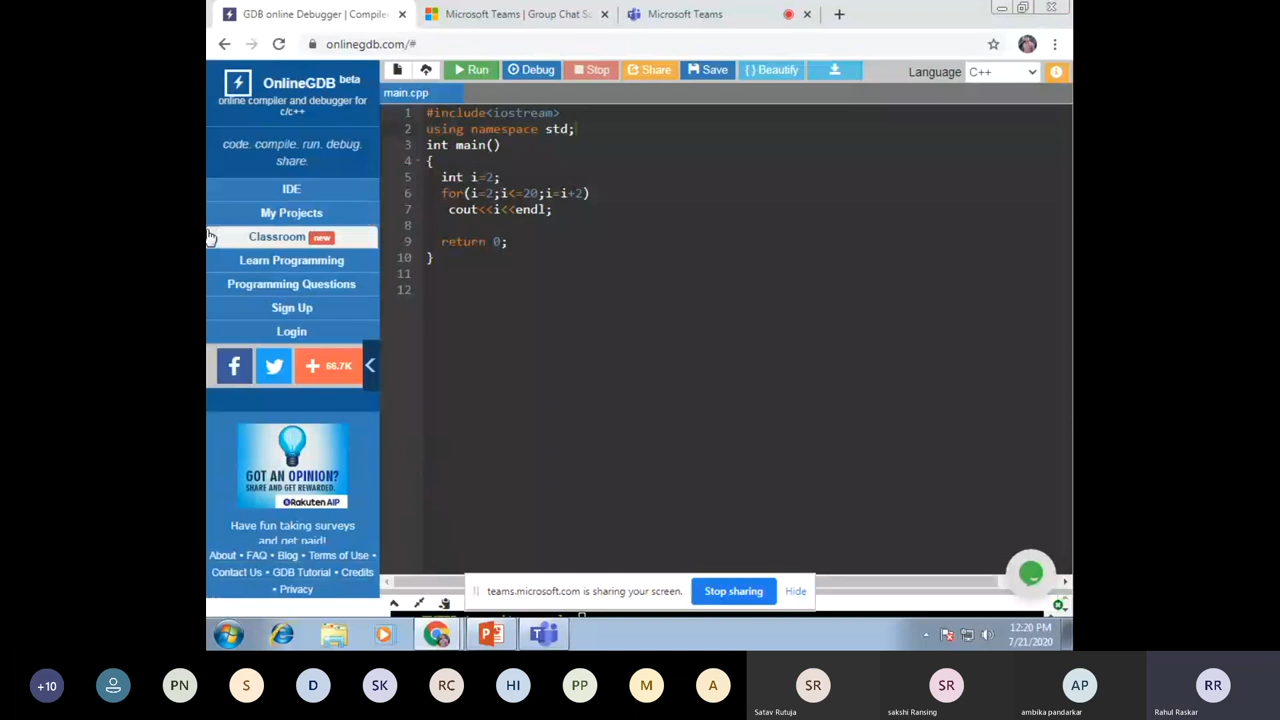 GDB online Debugger | Compiler
Microsoft Teams | Group Chat So
Microsoft Teams
onlinegdb.com/#
OnlineGDB beta
online compiler and debugger for
c/c++
code. compile. run. debug.
share.
IDE
My Projects
Classroom new
Learn Programming
Programming Questions
Sign Up
Login
66.7K
GOT AN OPINION?
SHARE AND GET REWARDED.
Rakuten AIP
Have fun taking surveys
and get paid!
About • FAQ • Blog • Terms of Use •
Contact Us • GDB Tutorial • Credits
• Privacy
Run Debug Stop Share Save { } Beautify
Language C++
main.cpp
1 #include<iostream>
2 using namespace std;
3 int main()
4 {
5 int i=2;
6 for(i=2;i<=20;i=i+2)
7 cout<<i<<endl;
8
9 return 0;
10 }
11
12
teams.microsoft.com is sharing your screen. Stop sharing Hide
12:20 PM
7/21/2020
+10 PN S D SK RC HI PP M A SR SR AP RR
Satav Rutuja sakshi Ransing ambika pandarkar Rahul Raskar